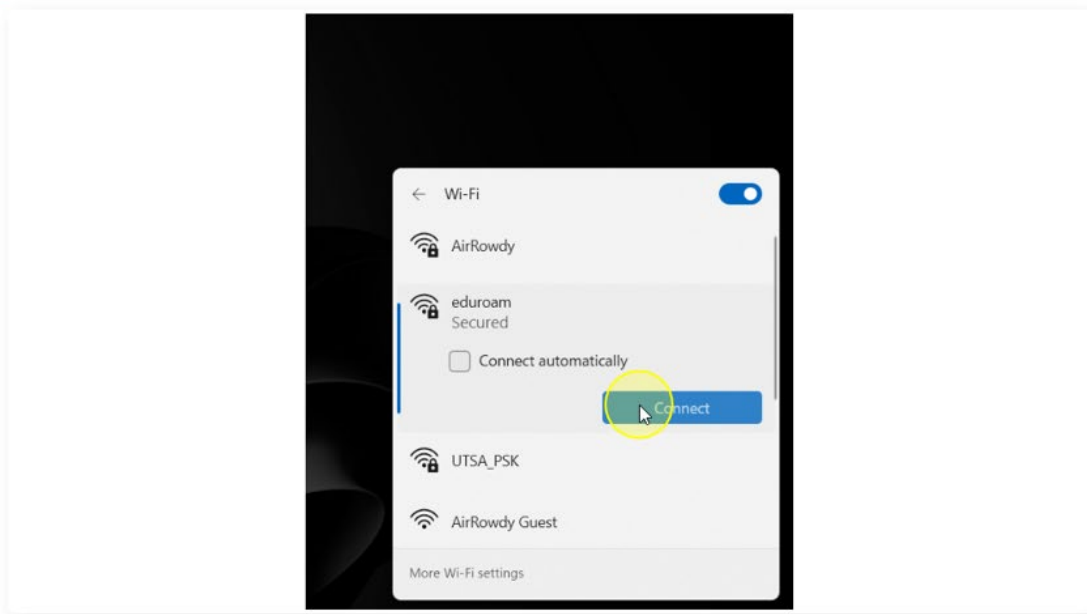 Wi-Fi
AirRowdy
eduroam
Secured
Connect automatically
Connect
UTSA_PSK
AirRowdy Guest
More Wi-Fi settings